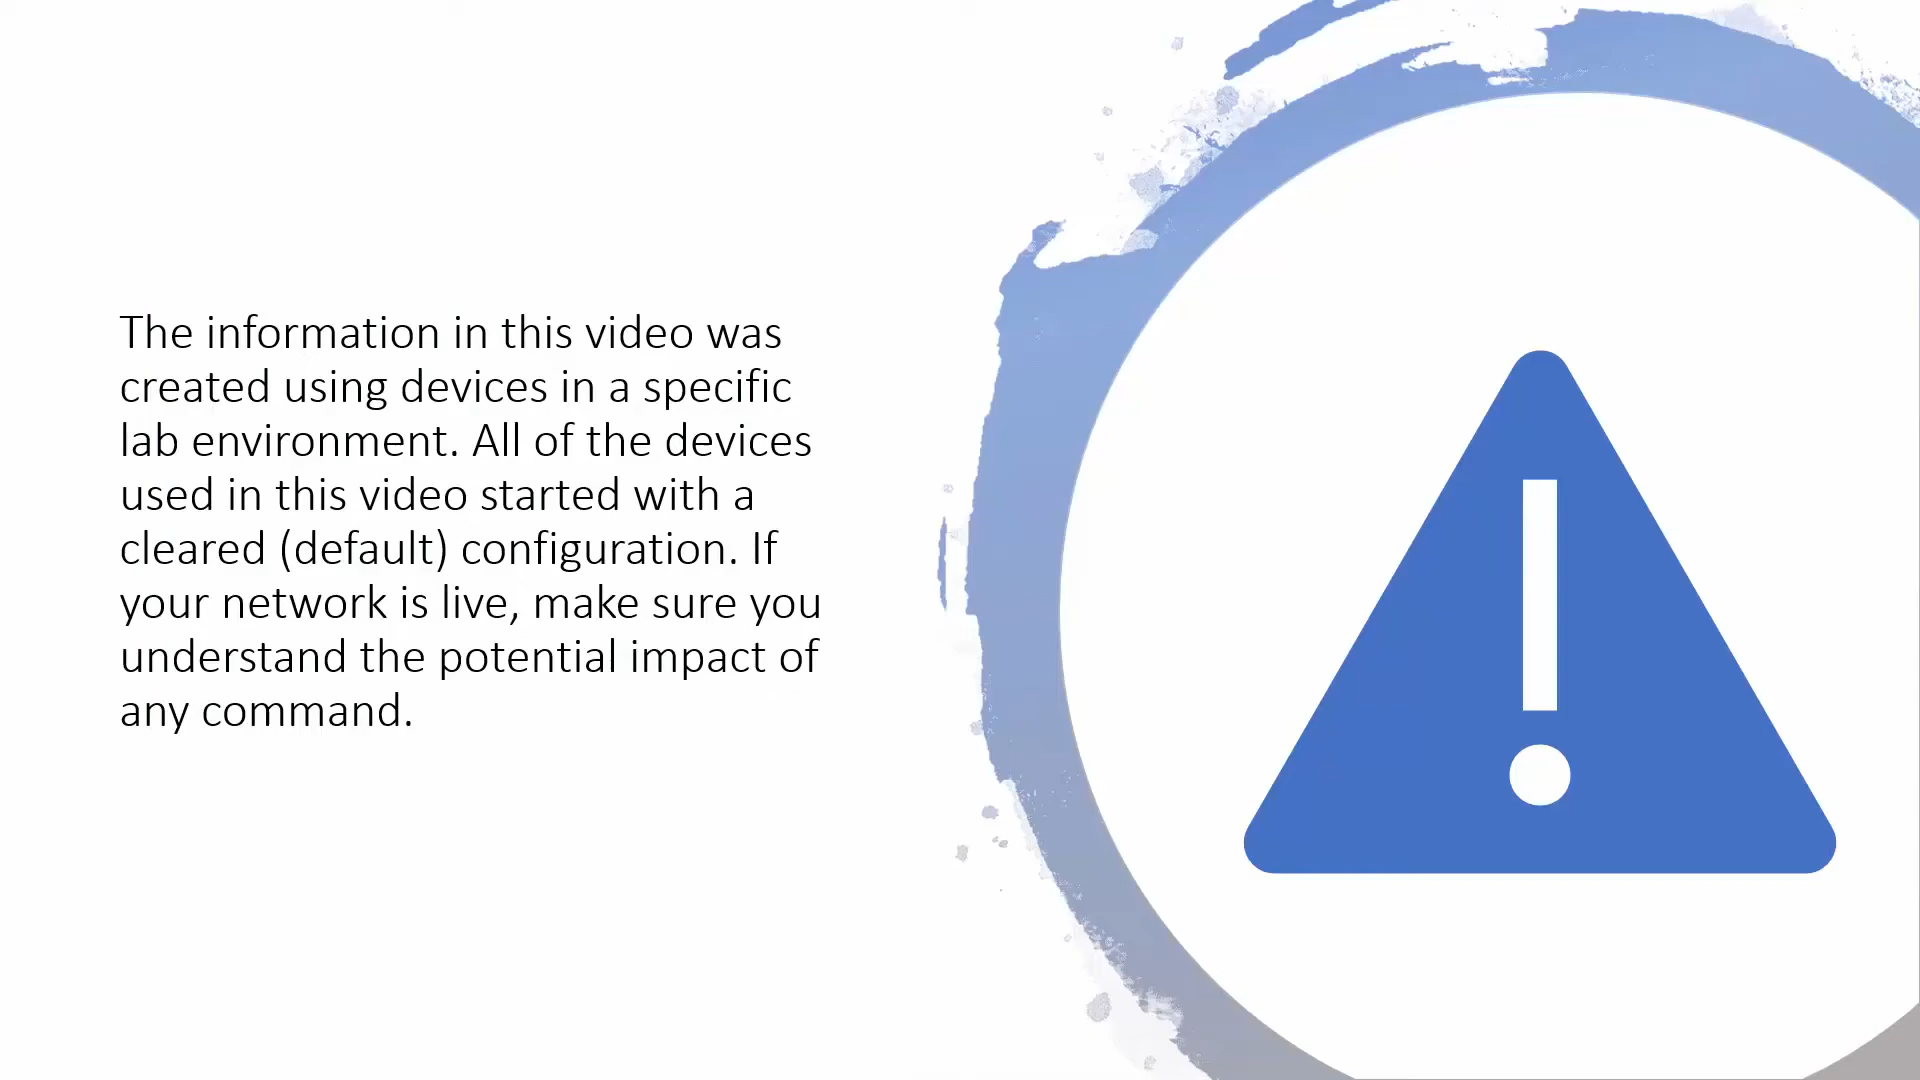 The information in this video was
created using devices in a specific
lab environment. All of the devices
used in this video started with a
cleared (default) configuration. If
your network is live, make sure you
understand the potential impact of
any command.